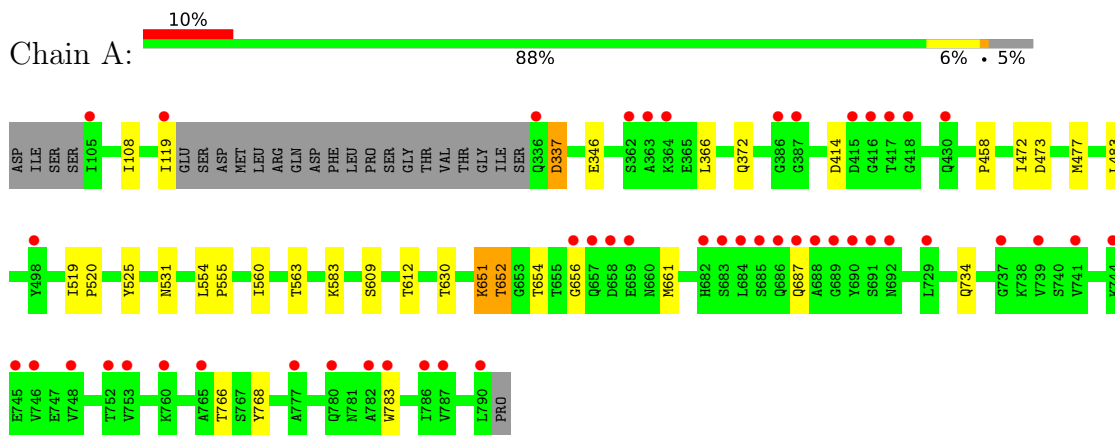 10%
Chain A:
88% 6% • 5%
ASP ILE SER SER I105 I108 I119 GLU SER ASP MET LEU ARG GLN ASP PHE LEU PRO SER GLY THR VAL THR GLY ILE SER Q336 D337 E346 S362 A363 K364 E365 L366 Q372 G386 G387 D414 D415 G416 T417 G418 Q430 P458 I472 D473 M477 L483
Y498 I519 P520 Y525 N531 L554 P555 I560 T563 K583 S609 T612 T630 K651 T652 G653 T654 T655 G656 Q657 D658 E659 N660 M661 H682 S683 L684 S685 Q686 Q687 A688 G689 Y690 S691 N692 L729 Q734 G737 K738 V739 S740 V741 K744
E745 V746 E747 V748 T752 V753 K760 A765 T766 S767 Y768 A777 Q780 N781 A782 W783 I786 V787 L790 PRO